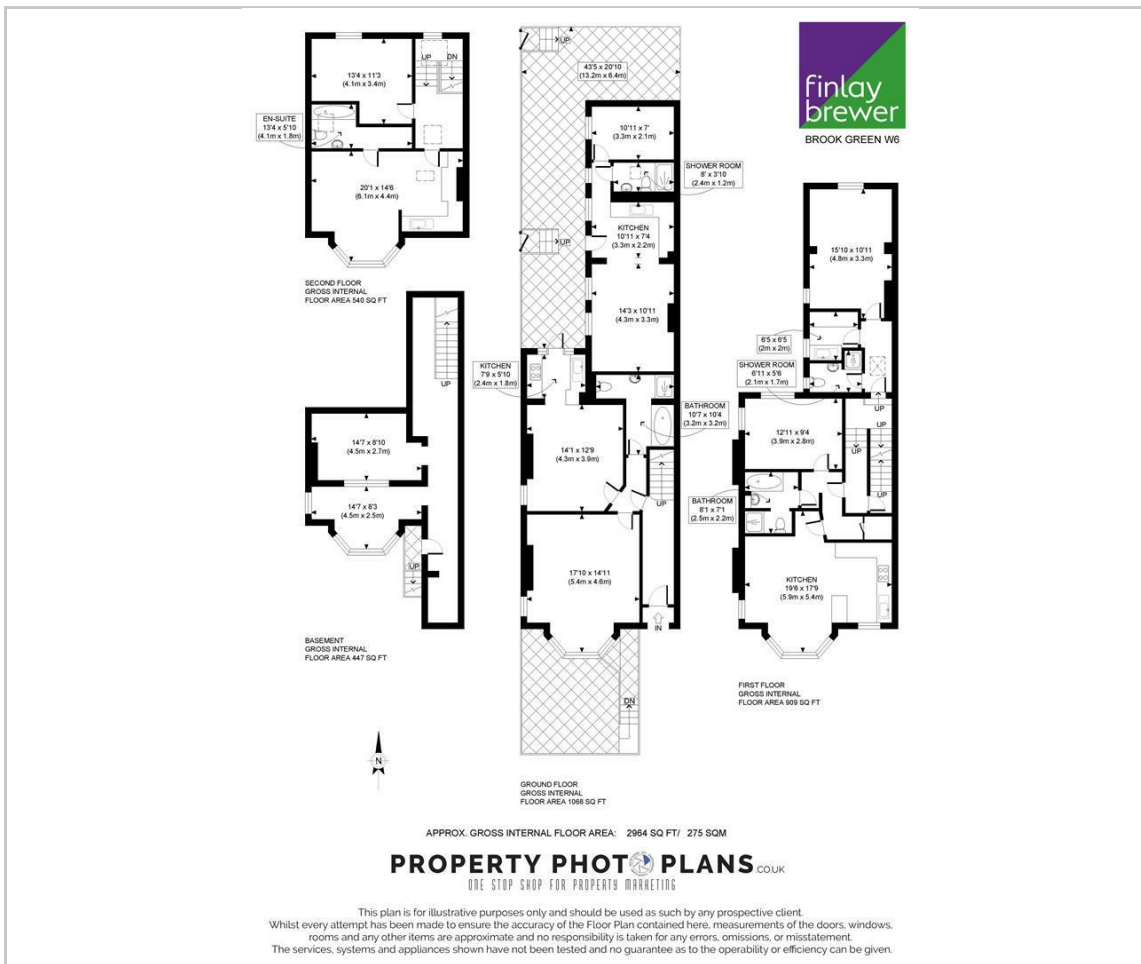 13'4 x 11'3
(4.1m x 3.4m)
UP
DN
EN-SUITE
13'4 x 5'10
(4.1m x 1.8m)
20'1 x 14'6
(6.1m x 4.4m)
SECOND FLOOR
GROSS INTERNAL
FLOOR AREA 540 SQ FT
UP
14'7 x 8'10
(4.5m x 2.7m)
14'7 x 8'3
(4.5m x 2.5m)
UP
BASEMENT
GROSS INTERNAL
FLOOR AREA 447 SQ FT
N
UP
43'5 x 20'10
(13.2m x 6.4m)
10'11 x 7'
(3.3m x 2.1m)
SHOWER ROOM
8' x 3'10
(2.4m x 1.2m)
KITCHEN
10'11 x 7'4
(3.3m x 2.2m)
UP
14'3 x 10'11
(4.3m x 3.3m)
KITCHEN
7'9 x 5'10
(2.4m x 1.8m)
BATHROOM
10'7 x 10'4
(3.2m x 3.2m)
14'1 x 12'9
(4.3m x 3.9m)
UP
17'10 x 14'11
(5.4m x 4.6m)
IN
DN
GROUND FLOOR
GROSS INTERNAL
FLOOR AREA 1068 SQ FT
finlay
brewer
BROOK GREEN W6
15'10 x 10'11
(4.8m x 3.3m)
6'5 x 6'5
(2m x 2m)
SHOWER ROOM
6'11 x 5'6
(2.1m x 1.7m)
UP
UP
12'11 x 9'4
(3.9m x 2.8m)
UP
UP
BATHROOM
8'1 x 7'1
(2.5m x 2.2m)
KITCHEN
19'6 x 17'9
(5.9m x 5.4m)
FIRST FLOOR
GROSS INTERNAL
FLOOR AREA 909 SQ FT
APPROX. GROSS INTERNAL FLOOR AREA: 2964 SQ FT/ 275 SQM
PROPERTY PHOTO PLANS.CO.UK
ONE STOP SHOP FOR PROPERTY MARKETING
This plan is for illustrative purposes only and should be used as such by any prospective client.
Whilst every attempt has been made to ensure the accuracy of the Floor Plan contained here, measurements of the doors, windows,
rooms and any other items are approximate and no responsibility is taken for any errors, omissions, or misstatement.
The services, systems and appliances shown have not been tested and no guarantee as to the operability or efficiency can be given.